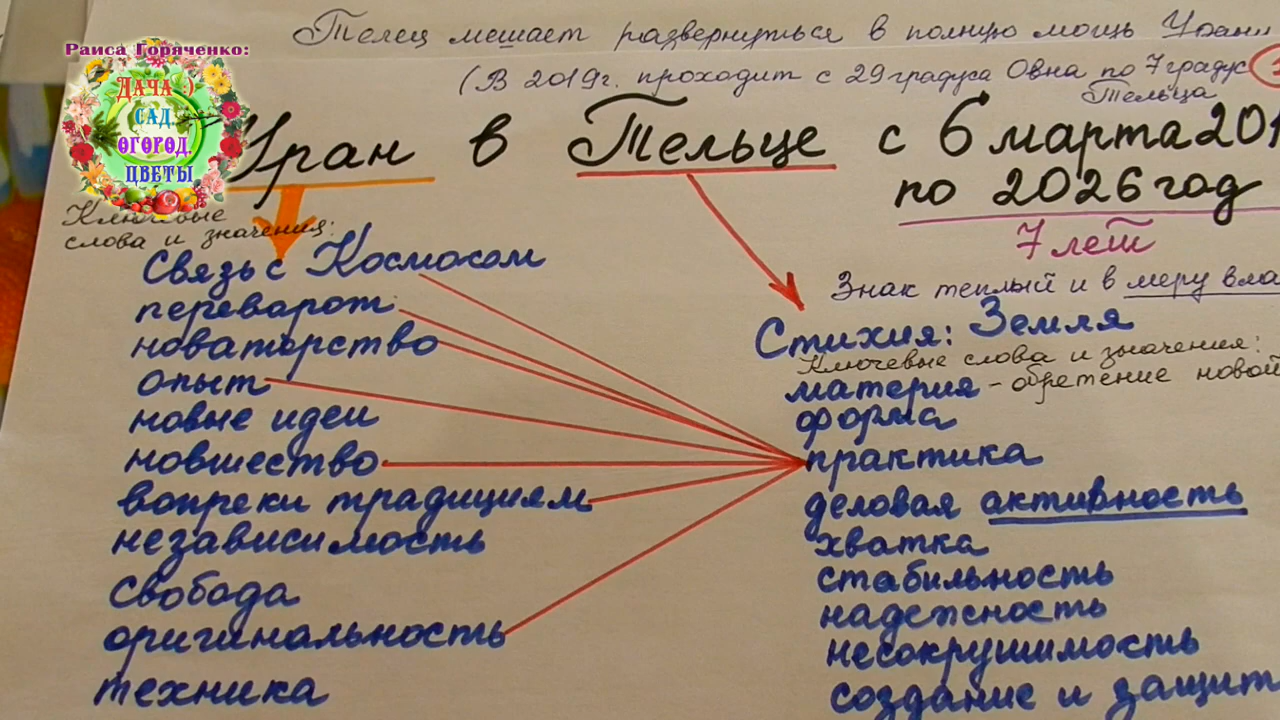 Телец мешает развернуться в полную мощь
(В 2019г. проходит с 29 градуса Овна по 7 градус
Тельца
Раиса Горяченко:
ДАЧА :)
САД,
ОГОРОД,
ЦВЕТЫ
Уран в Тельце с 6 марта 201
по 2026 год
7 лет
Ключевые
слова и значения:
Связь с Космосом
переворот
новаторство
опыт
новые идеи
новшество
вопреки традициям
независимость
свобода
оригинальность
техника
Знак теплый и в меру вла
Стихия: Земля
Ключевые слова и значения:
материя - обретение новой
форма
практика
деловая активность
хватка
стабильность
надежность
несокрушимость
создание и защит